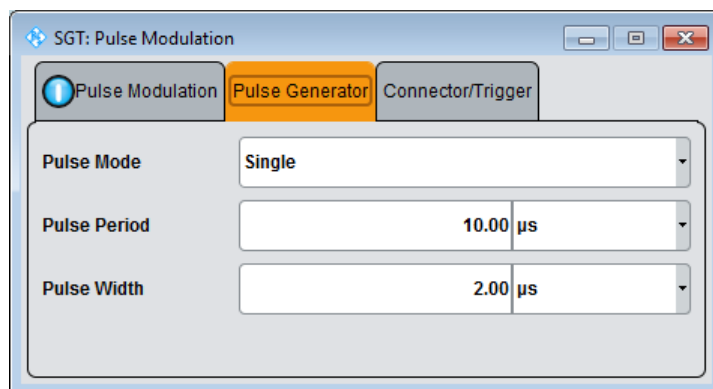 SGT: Pulse Modulation
Pulse Modulation Pulse Generator Connector/Trigger
Pulse Mode Single
Pulse Period 10.00 µs
Pulse Width 2.00 µs